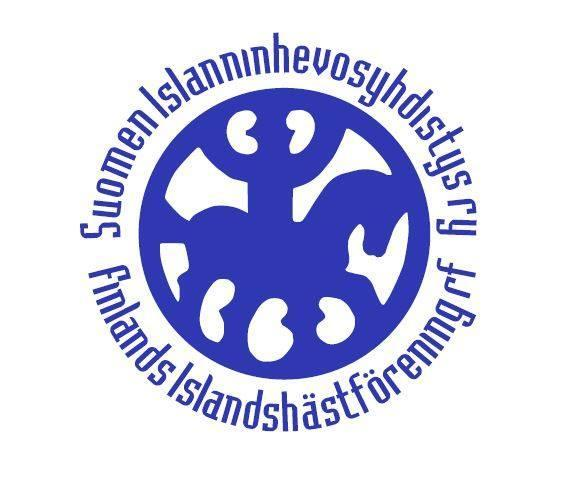 Suomen Islanninhevosyhdistys ry
Finlands Islandshästförening rf